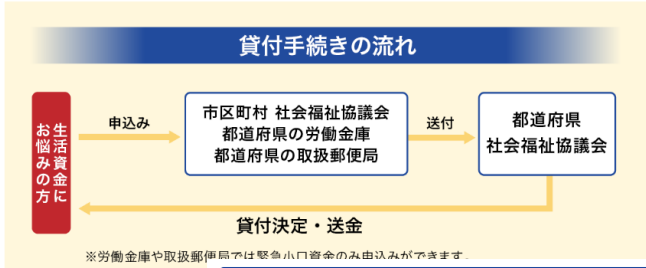 貸付手続きの流れ
生活資金に
お悩みの方
申込み
市区町村 社会福祉協議会
都道府県の労働金庫
都道府県の取扱郵便局
送付
都道府県
社会福祉協議会
貸付決定・送金
※労働金庫や取扱郵便局では緊急小口資金のみ申込みができます。